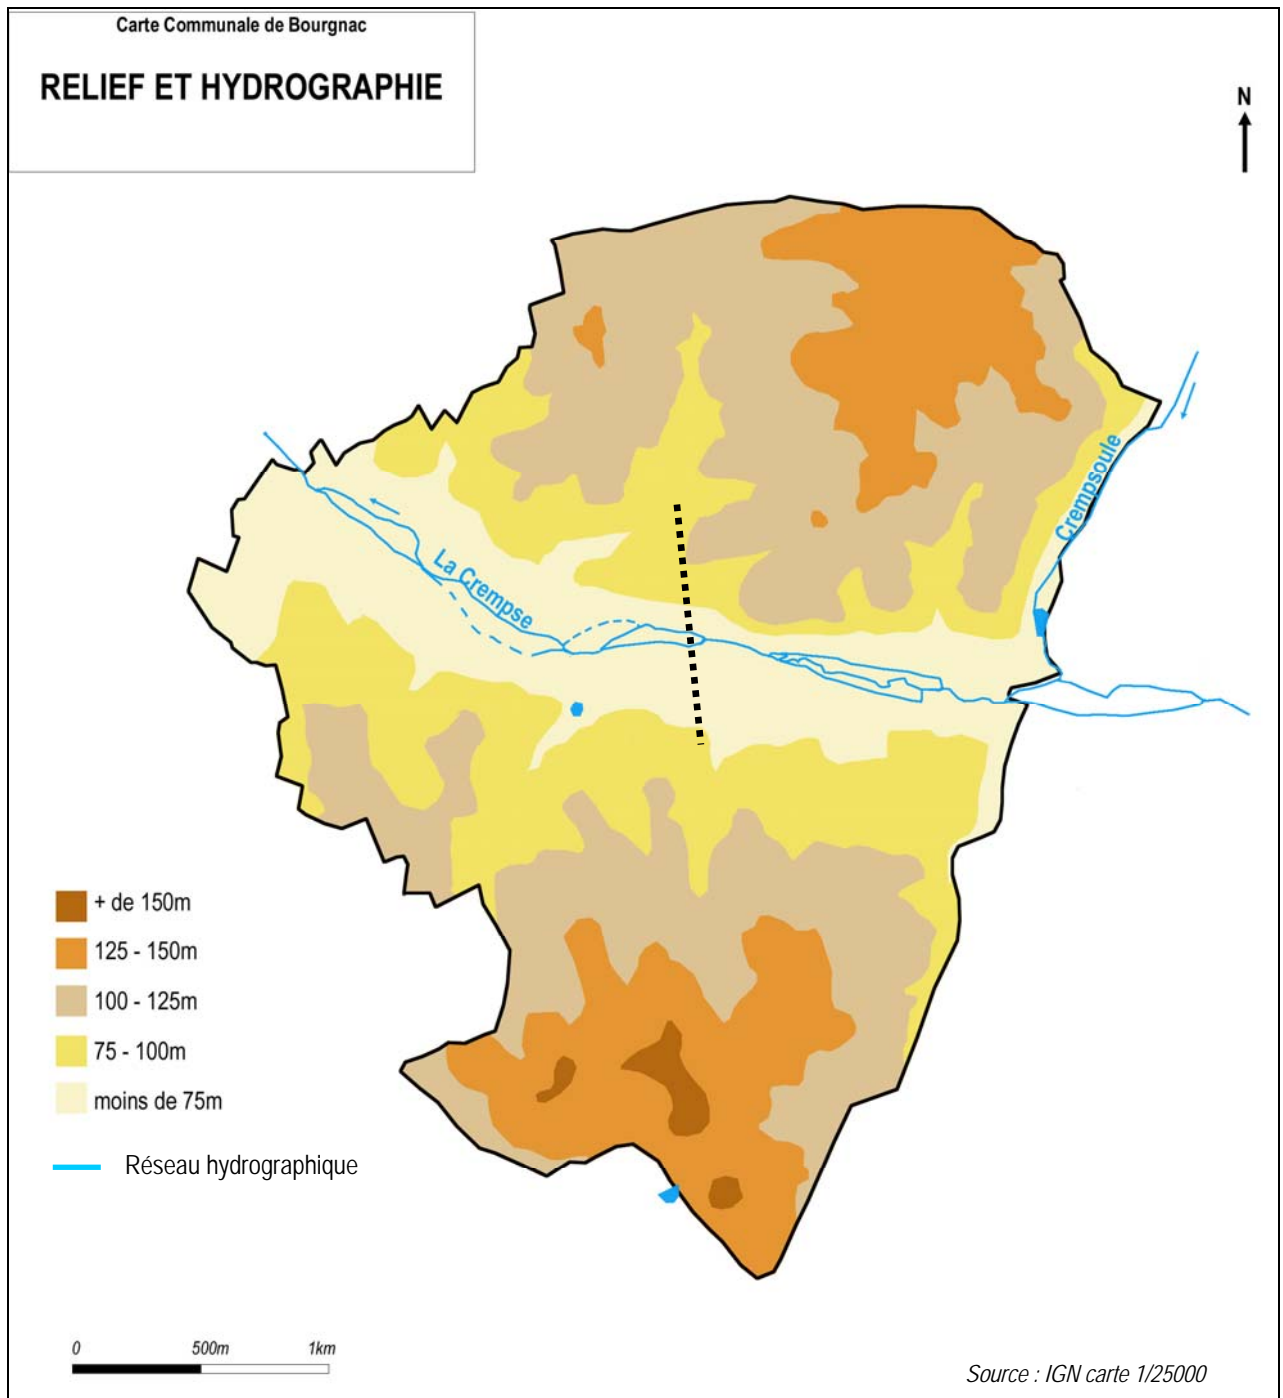 Carte Communale de Bourgnac
RELIEF ET HYDROGRAPHIE
N
Crempsoule
La Crempse
+ de 150m
125 - 150m
100 - 125m
75 - 100m
moins de 75m
Réseau hydrographique
0 500m 1km
Source : IGN carte 1/25000